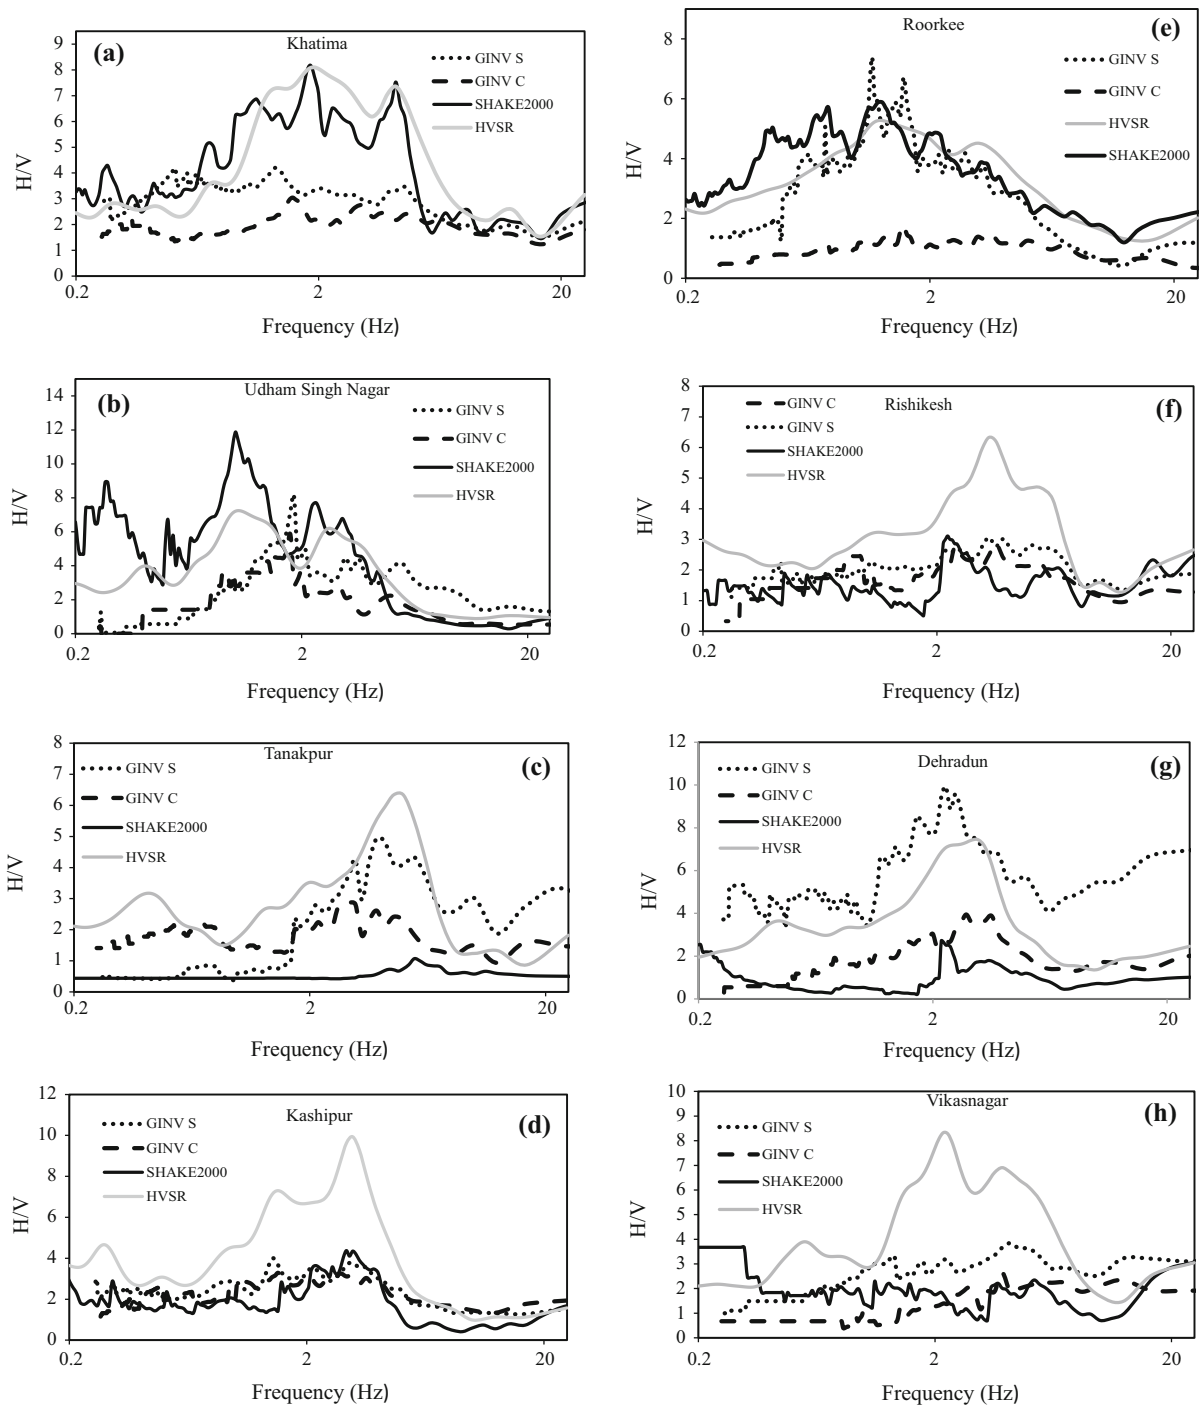 (a)
Khatima
GINV S
GINV C
SHAKE2000
HVSR
H/V
9
8
7
6
5
4
3
2
1
0
0.2
2
20
Frequency (Hz)
(b)
Udham Singh Nagar
GINV S
GINV C
SHAKE2000
HVSR
H/V
14
12
10
8
6
4
2
0
0.2
2
20
Frequency (Hz)
(c)
Tanakpur
GINV S
GINV C
SHAKE2000
HVSR
H/V
8
7
6
5
4
3
2
1
0
0.2
2
20
Frequency (Hz)
(d)
Kashipur
GINV S
GINV C
SHAKE2000
HVSR
H/V
12
10
8
6
4
2
0
0.2
2
20
Frequency (Hz)
(e)
Roorkee
GINV S
GINV C
HVSR
SHAKE2000
H/V
8
6
4
2
0
0.2
2
20
Frequency (Hz)
(f)
Rishikesh
GINV C
GINV S
SHAKE2000
HVSR
H/V
8
7
6
5
4
3
2
1
0
0.2
2
20
Frequency (Hz)
(g)
Dehradun
GINV S
GINV C
SHAKE2000
HVSR
H/V
12
10
8
6
4
2
0
0.2
2
20
Frequency (Hz)
(h)
Vikasnagar
GINV S
GINV C
SHAKE2000
HVSR
H/V
10
9
8
7
6
5
4
3
2
1
0
0.2
2
20
Frequency (Hz)